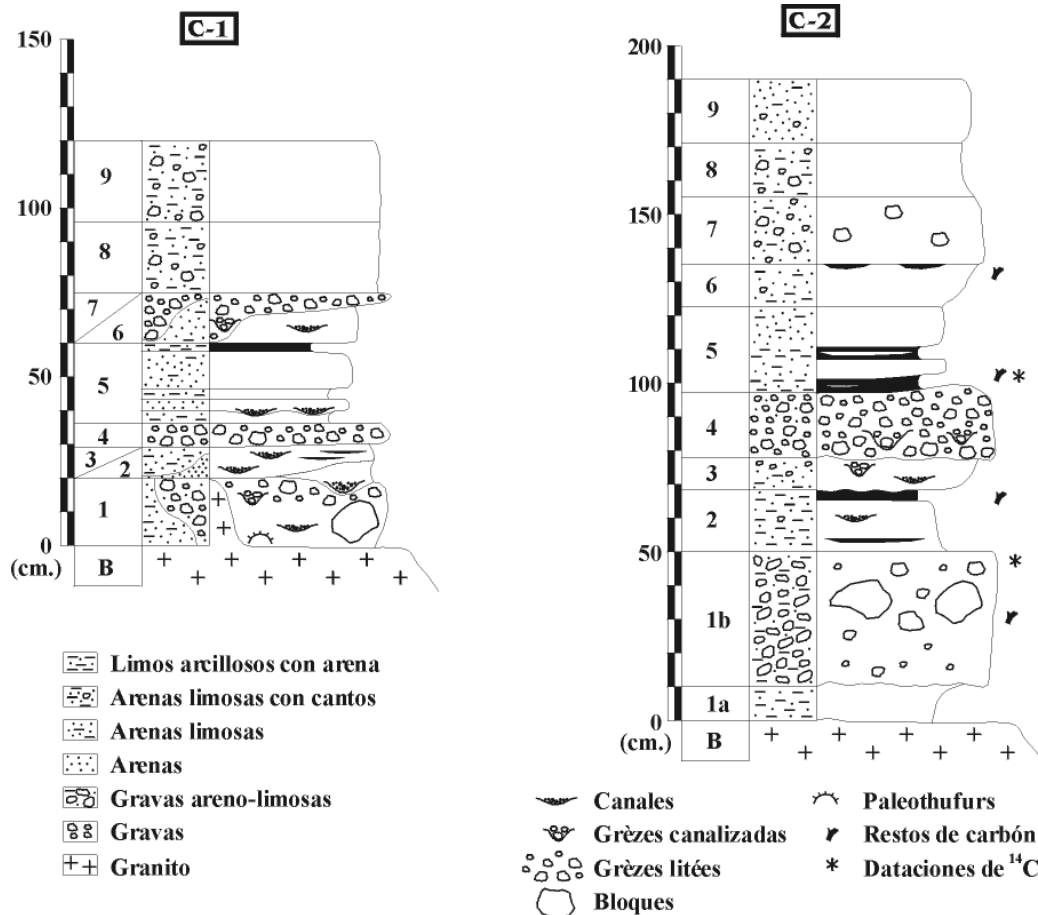 C-1
150
100
50
0
(cm.)
9
8
7
6
5
4
3
2
1
B
C-2
200
150
100
50
0
(cm.)
9
8
7
6
5
4
3
2
1b
1a
B
Limos arcillosos con arena
Arenas limosas con cantos
Arenas limosas
Arenas
Gravas areno-limosas
Gravas
Granito
Canales
Grèzes canalizadas
Grèzes litées
Bloques
Paleothufurs
Restos de carbón
Dataciones de ¹⁴C